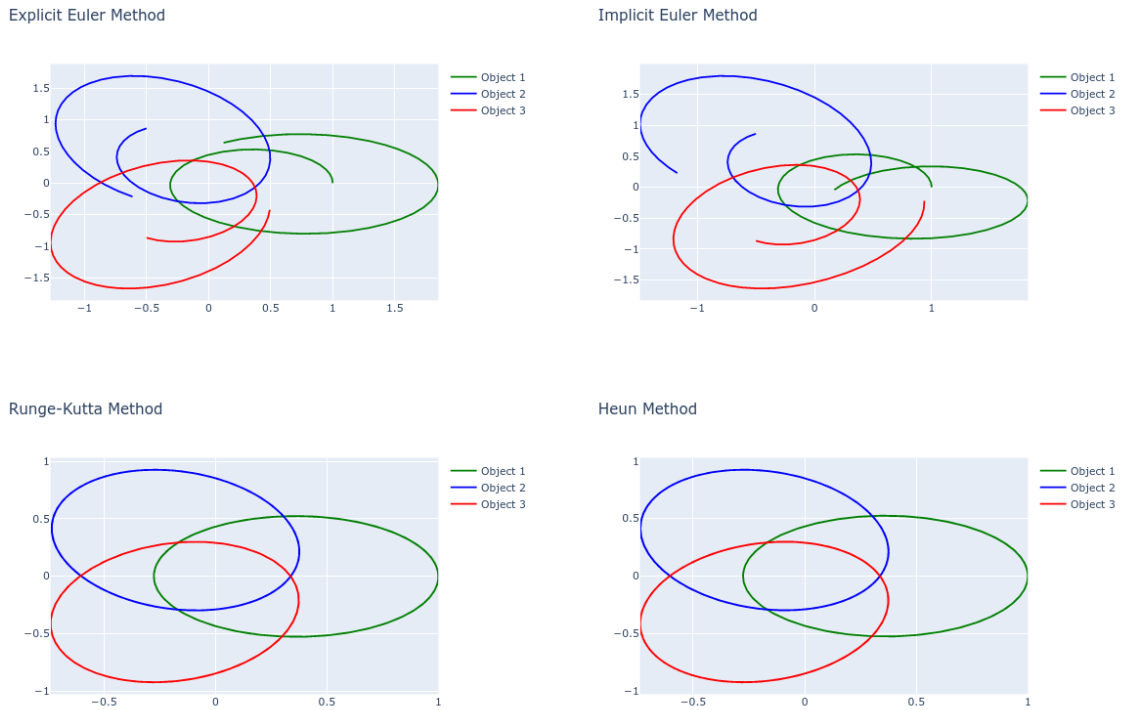 Explicit Euler Method
Object 1
Object 2
Object 3
1.5
1
0.5
0
−0.5
−1
−1.5
−1
−0.5
0
0.5
1
1.5
Implicit Euler Method
Object 1
Object 2
Object 3
1.5
1
0.5
0
−0.5
−1
−1.5
−1
0
1
Runge-Kutta Method
Object 1
Object 2
Object 3
1
0.5
0
−0.5
−1
−0.5
0
0.5
1
Heun Method
Object 1
Object 2
Object 3
1
0.5
0
−0.5
−1
−0.5
0
0.5
1